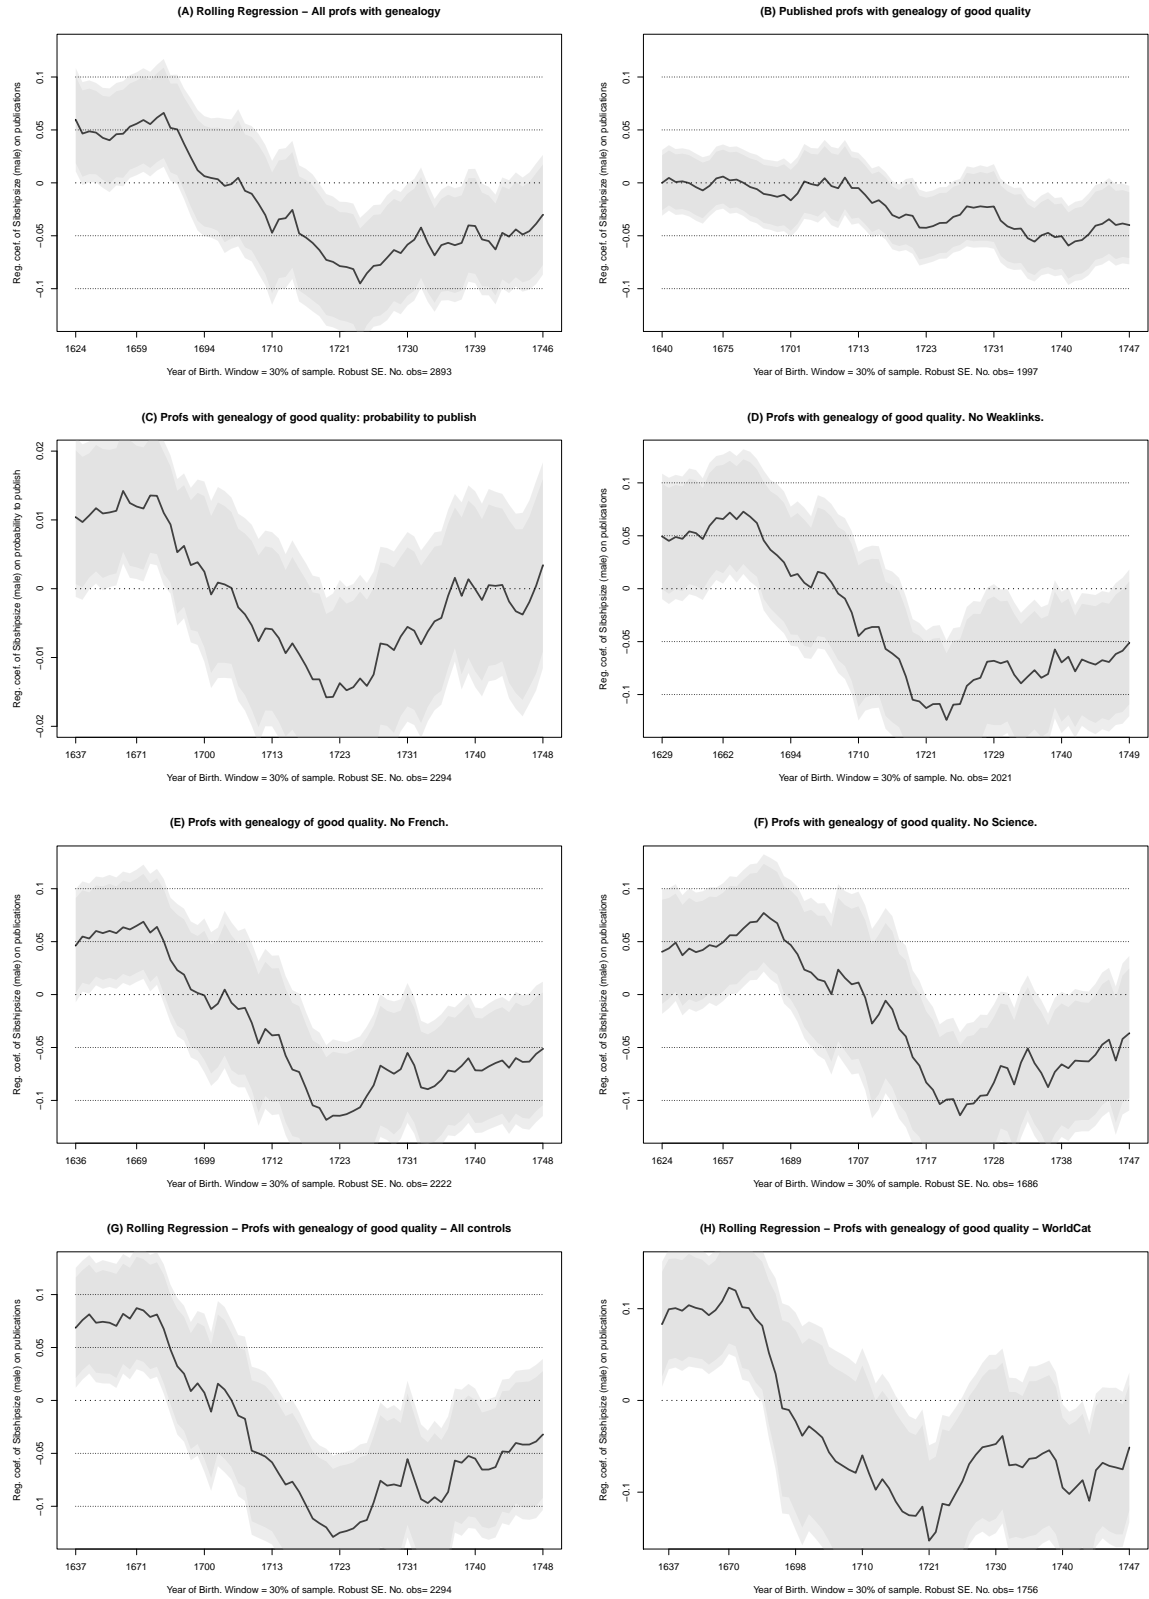 (A) Rolling Regression − All profs with genealogy
Reg. coef. of Sibshipsize (male) on publications
0.1
0.05
0
−0.05
−0.1
1624 1659 1694 1710 1721 1730 1739 1746
Year of Birth. Window = 30% of sample. Robust SE. No. obs= 2893
(B) Published profs with genealogy of good quality
Reg. coef. of Sibshipsize (male) on publications
0.1
0.05
0
−0.05
−0.1
1640 1675 1701 1713 1723 1731 1740 1747
Year of Birth. Window = 30% of sample. Robust SE. No. obs= 1997
(C) Profs with genealogy of good quality: probability to publish
Reg. coef. of Sibshipsize (male) on probability to publish
0.02
0.01
0
−0.01
−0.02
1637 1671 1700 1713 1723 1731 1740 1748
Year of Birth. Window = 30% of sample. Robust SE. No. obs= 2294
(D) Profs with genealogy of good quality. No Weaklinks.
Reg. coef. of Sibshipsize (male) on publications
0.1
0.05
0
−0.05
−0.1
1629 1662 1694 1710 1721 1729 1740 1749
Year of Birth. Window = 30% of sample. No. obs= 2021
(E) Profs with genealogy of good quality. No French.
Reg. coef. of Sibshipsize (male) on publications
0.1
0.05
0
−0.05
−0.1
1636 1669 1699 1712 1723 1731 1740 1748
Year of Birth. Window = 30% of sample. Robust SE. No. obs= 2222
(F) Profs with genealogy of good quality. No Science.
Reg. coef. of Sibshipsize (male) on publications
0.1
0.05
0
−0.05
−0.1
1624 1657 1689 1707 1717 1728 1738 1747
Year of Birth. Window = 30% of sample. Robust SE. No. obs= 1686
(G) Rolling Regression − Profs with genealogy of good quality − All controls
Reg. coef. of Sibshipsize (male) on publications
0.1
0.05
0
−0.05
−0.1
1637 1671 1700 1713 1723 1731 1740 1748
Year of Birth. Window = 30% of sample. Robust SE. No. obs= 2294
(H) Rolling Regression − Profs with genealogy of good quality − WorldCat
Reg. coef. of Sibshipsize (male) on publications
0.1
0
−0.1
1637 1670 1698 1710 1721 1730 1740 1747
Year of Birth. Window = 30% of sample. Robust SE. No. obs= 1756